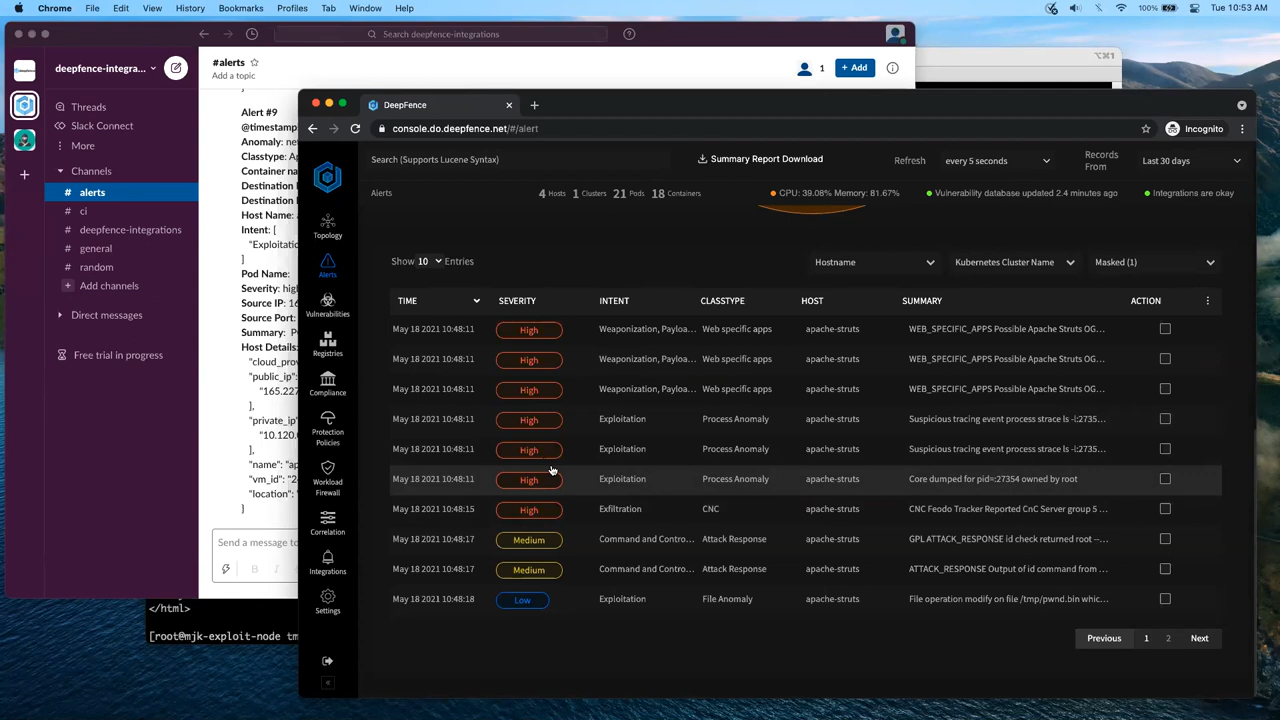 Chrome File Edit View History Bookmarks Profiles Tab Window Help 100% Tue 10:53 AM
Search deepfence-integrations
deepfence-integra...
#alerts
Add a topic
1
+ Add
⌥⌘1
Threads
Slack Connect
More
Channels
# alerts
# ci
# deepfence-integrations
# general
# random
+ Add channels
Direct messages
Free trial in progress
Alert #9
@timestamp
Anomaly: ne
Classtype: A
Container na
Destination
Destination
Host Name:
Intent: [
"Exploitatio
]
Pod Name:
Severity: hig
Source IP: 16
Source Port:
Summary: P
Host Details:
"cloud_pro
"public_ip"
"165.227
],
"private_ip
"10.120.
],
"name": "ap
"vm_id": "2
"location":
}
Send a message to
B I
</html>
[root@mjk-exploit-node tm
DeepFence
console.do.deepfence.net/#/alert
Incognito
Search (Supports Lucene Syntax)
Summary Report Download
Refresh every 5 seconds
Records From Last 30 days
Alerts
4 Hosts 1 Clusters 21 Pods 18 Containers
CPU: 39.08% Memory: 81.67%
Vulnerability database updated 2.4 minutes ago
Integrations are okay
Topology
Alerts
Vulnerabilities
Registries
Compliance
Protection
Policies
Workload
Firewall
Correlation
Integrations
Settings
Show 10 Entries
Hostname
Kubernetes Cluster Name
Masked (1)
TIME SEVERITY INTENT CLASSTYPE HOST SUMMARY ACTION
May 18 2021 10:48:11 High Weaponization, Payloa... Web specific apps apache-struts WEB_SPECIFIC_APPS Possible Apache Struts OG...
May 18 2021 10:48:11 High Weaponization, Payloa... Web specific apps apache-struts WEB_SPECIFIC_APPS Possible Apache Struts OG...
May 18 2021 10:48:11 High Weaponization, Payloa... Web specific apps apache-struts WEB_SPECIFIC_APPS Possible Apache Struts OG...
May 18 2021 10:48:11 High Exploitation Process Anomaly apache-struts Suspicious tracing event process strace ls -l:2735...
May 18 2021 10:48:11 High Exploitation Process Anomaly apache-struts Suspicious tracing event process strace ls -l:2735...
May 18 2021 10:48:11 High Exploitation Process Anomaly apache-struts Core dumped for pid=:27354 owned by root
May 18 2021 10:48:15 High Exfiltration CNC apache-struts CNC Feodo Tracker Reported CnC Server group 5 ...
May 18 2021 10:48:17 Medium Command and Contro... Attack Response apache-struts GPL ATTACK_RESPONSE id check returned root --...
May 18 2021 10:48:17 Medium Command and Contro... Attack Response apache-struts ATTACK_RESPONSE Output of id command from ...
May 18 2021 10:48:18 Low Exploitation File Anomaly apache-struts File operation modify on file /tmp/pwnd.bin whic...
Previous 1 2 Next